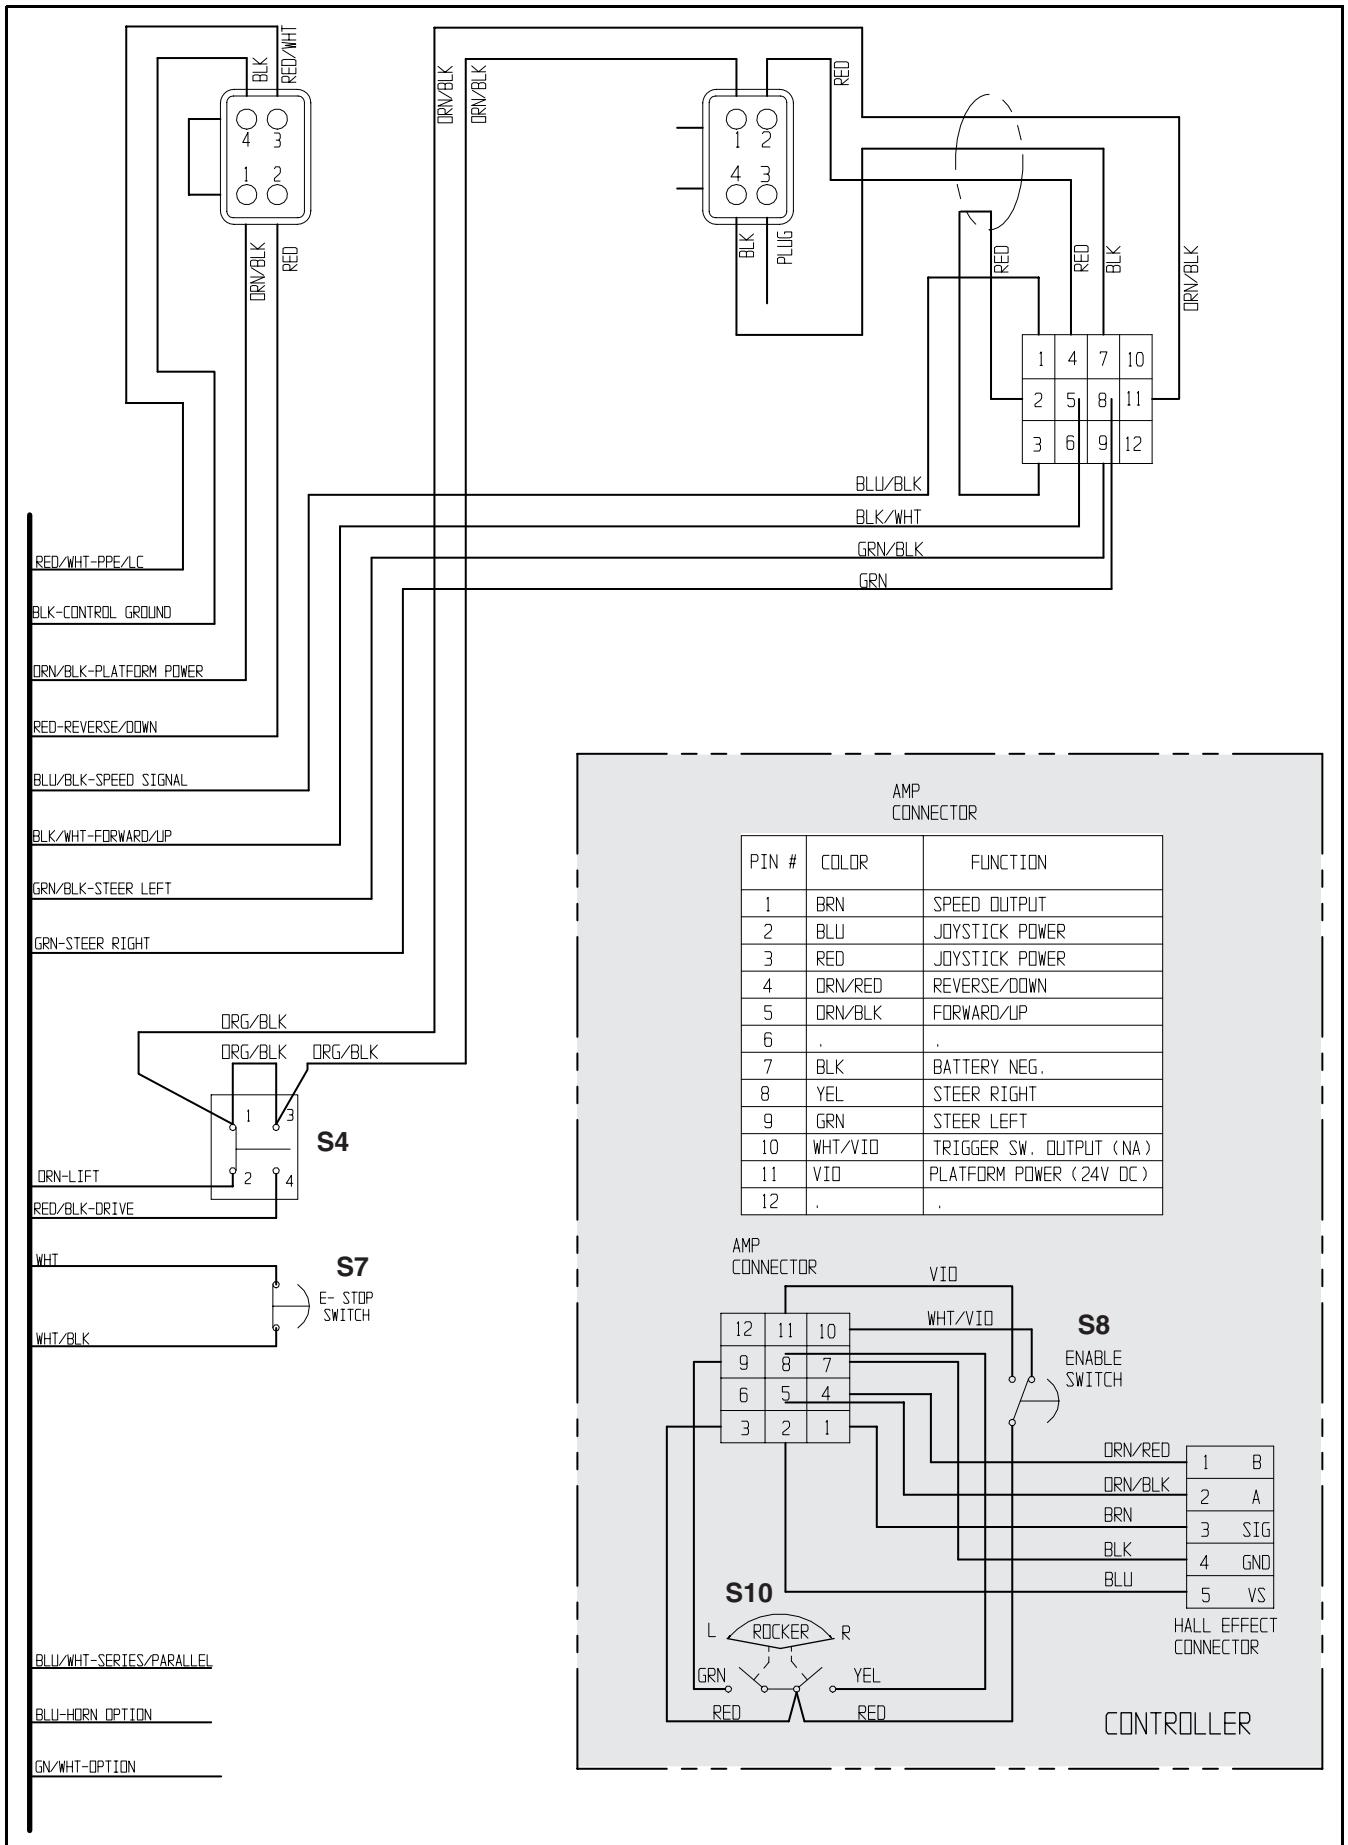 BLK
RED/WHT
4 3
1 2
ORN/BLK
RED
ORN/BLK
ORN/BLK
RED
1 2
4 3
BLK
PLUG
RED
RED
BLK
ORN/BLK
1 4 7 10
2 5 8 11
3 6 9 12
BLU/BLK
BLK/WHT
GRN/BLK
GRN
RED/WHT-PPE/LC
BLK-CONTROL GROUND
ORN/BLK-PLATFORM POWER
RED-REVERSE/DOWN
BLU/BLK-SPEED SIGNAL
BLK/WHT-FORWARD/UP
GRN/BLK-STEER LEFT
GRN-STEER RIGHT
ORG/BLK
ORG/BLK
ORG/BLK
1 3
S4
2 4
ORN-LIFT
RED/BLK-DRIVE
WHT
S7
E- STOP
SWITCH
WHT/BLK
BLU/WHT-SERIES/PARALLEL
BLU-HORN OPTION
GN/WHT-OPTION
AMP
CONNECTOR
PIN # COLOR FUNCTION
1 BRN SPEED OUTPUT
2 BLU JOYSTICK POWER
3 RED JOYSTICK POWER
4 ORN/RED REVERSE/DOWN
5 ORN/BLK FORWARD/UP
6 . .
7 BLK BATTERY NEG.
8 YEL STEER RIGHT
9 GRN STEER LEFT
10 WHT/VIO TRIGGER SW. OUTPUT (NA)
11 VIO PLATFORM POWER (24V DC)
12 . .
AMP
CONNECTOR
VIO
WHT/VIO
12 11 10
9 8 7
6 5 4
3 2 1
S8
ENABLE
SWITCH
ORN/RED
ORN/BLK
BRN
BLK
BLU
1 B
2 A
3 SIG
4 GND
5 VS
HALL EFFECT
CONNECTOR
S10
L ROCKER R
GRN
YEL
RED
RED
CONTROLLER